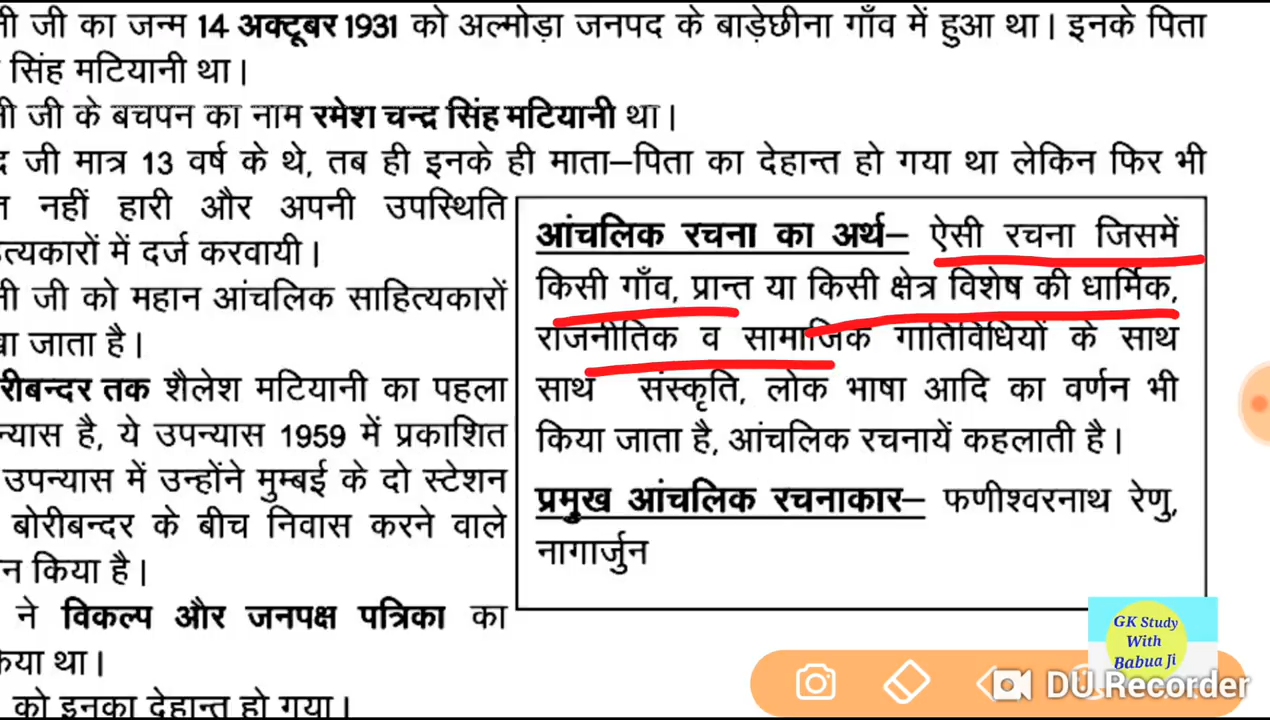 नी जी का जन्म 14 अक्टूबर 1931 को अल्मोड़ा जनपद के बाड़ेछीना गाँव में हुआ था। इनके पिता
सिंह मटियानी था।
नी जी के बचपन का नाम रमेश चन्द्र सिंह मटियानी था।
जी मात्र 13 वर्ष के थे, तब ही इनके ही माता–पिता का देहान्त हो गया था लेकिन फिर भी
नहीं हारी और अपनी उपस्थिति
त्यकारों में दर्ज करवायी।
नी जी को महान आंचलिक साहित्यकारों
जाता है।
रीबन्दर तक शैलेश मटियानी का पहला
न्यास है, ये उपन्यास 1959 में प्रकाशित
उपन्यास में उन्होंने मुम्बई के दो स्टेशन
बोरीबन्दर के बीच निवास करने वाले
न किया है।
ने विकल्प और जनपक्ष पत्रिका का
केया था।
को इनका देहान्त हो गया।
आंचलिक रचना का अर्थ– ऐसी रचना जिसमें
किसी गाँव, प्रान्त या किसी क्षेत्र विशेष की धार्मिक,
राजनीतिक व सामाजिक गातिविधियों के साथ
साथ संस्कृति, लोक भाषा आदि का वर्णन भी
किया जाता है, आंचलिक रचनायें कहलाती है।
प्रमुख आंचलिक रचनाकार– फणीश्वरनाथ रेणु,
नागार्जुन
GK Study
With
Babua Ji
DU Recorder